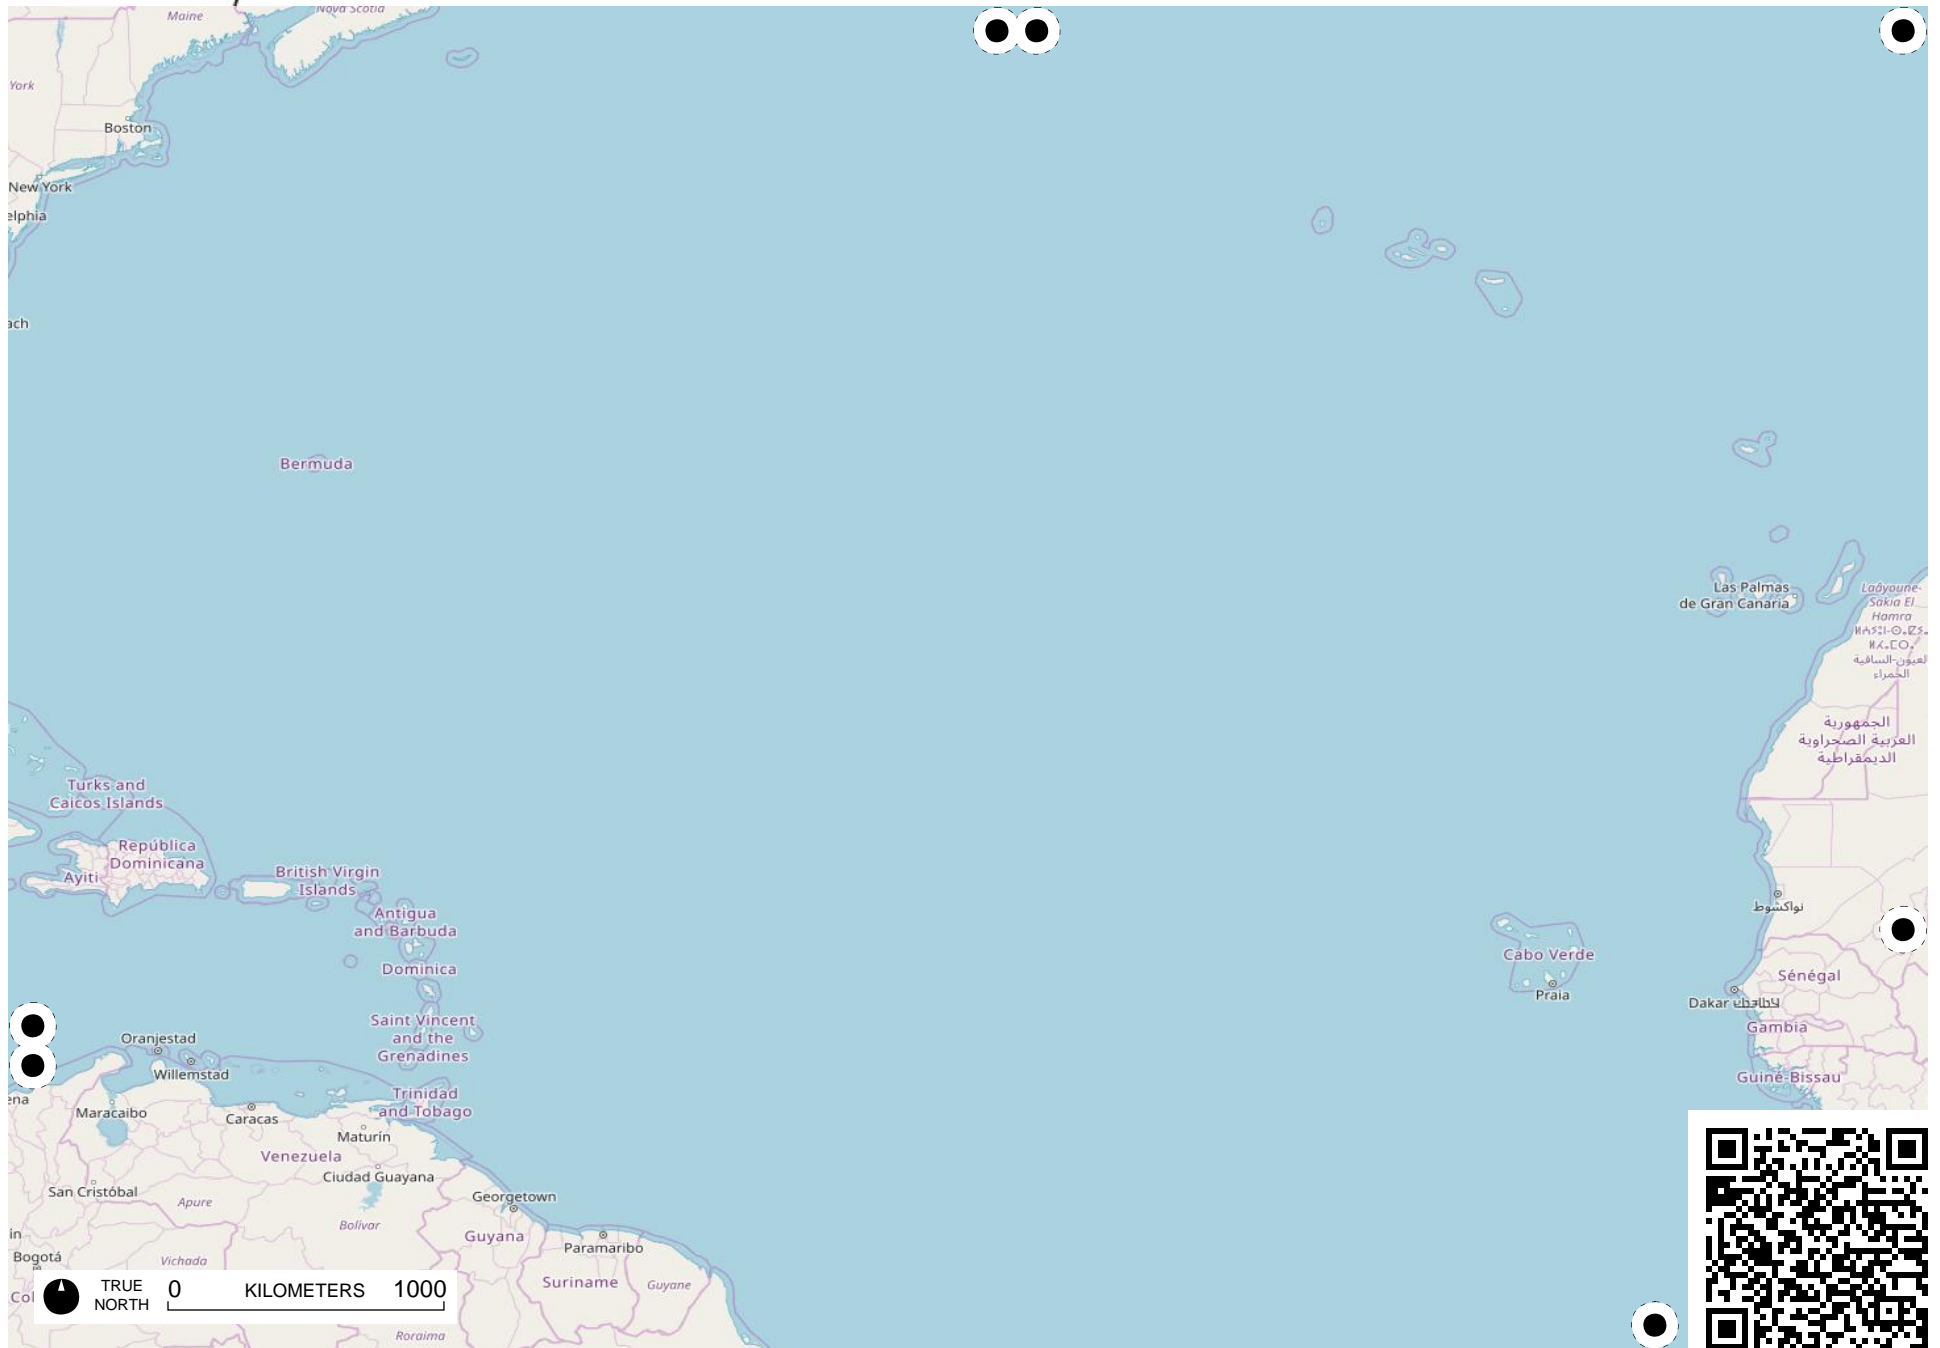 Maine
Nova Scotia
York
Boston
New York
elphia
ach
Bermuda
Las Palmas
de Gran Canaria
Laâyoune-
Sakia El
Hamra
العيون-الساقية
الحمراء
الجمهورية
العربية الصحراوية
الديمقراطية
Turks and
Caicos Islands
República
Dominicana
Ayiti
British Virgin
Islands
Antigua
and Barbuda
Dominica
نواكشوط
Cabo Verde
Praia
Sénégal
Dakar
Gambia
Guiné-Bissau
Saint Vincent
and the
Grenadines
Oranjestad
Willemstad
Trinidad
and Tobago
ena
Maracaibo
Caracas
Maturín
Venezuela
Ciudad Guayana
San Cristóbal
Apure
Georgetown
Bolívar
Guyana
ín
Bogotá
Vichada
Paramaribo
Suriname
Guyane
Col
TRUE
NORTH
0 KILOMETERS 1000
Roraima